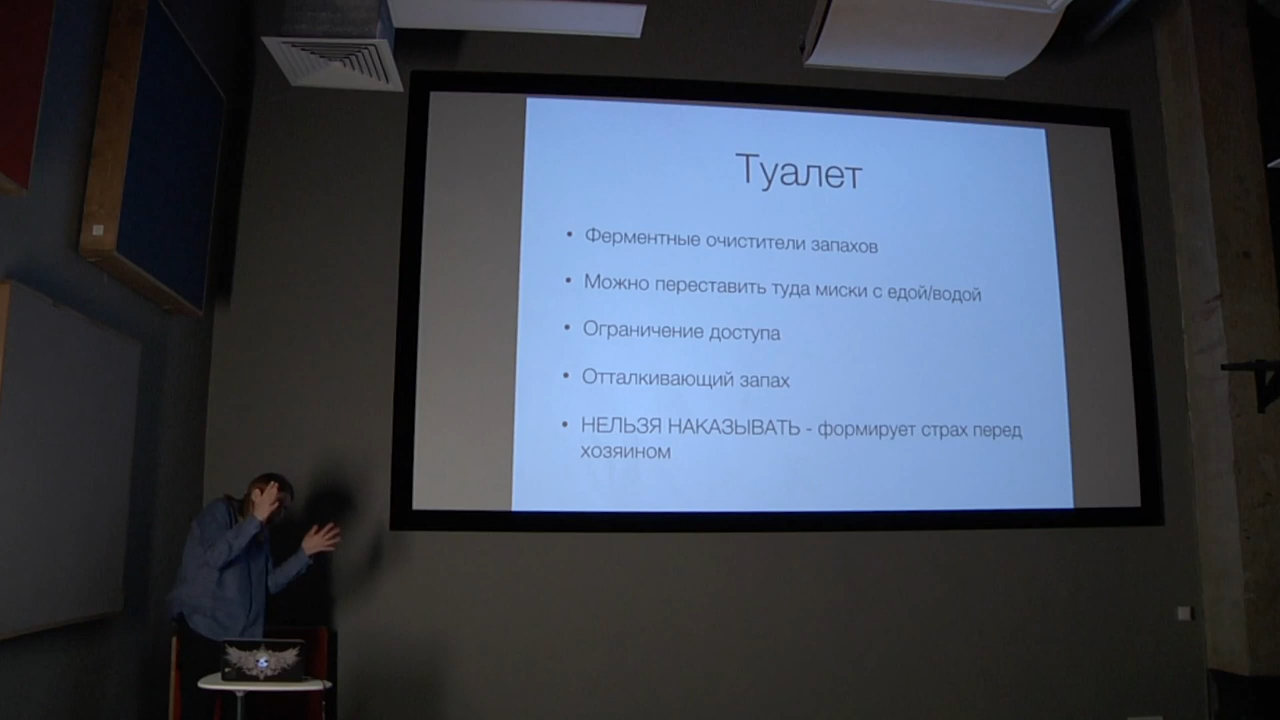 Туалет
• Ферментные очистители запахов
• Можно переставить туда миски с едой/водой
• Ограничение доступа
• Отталкивающий запах
• НЕЛЬЗЯ НАКАЗЫВАТЬ - формирует страх перед
хозяином